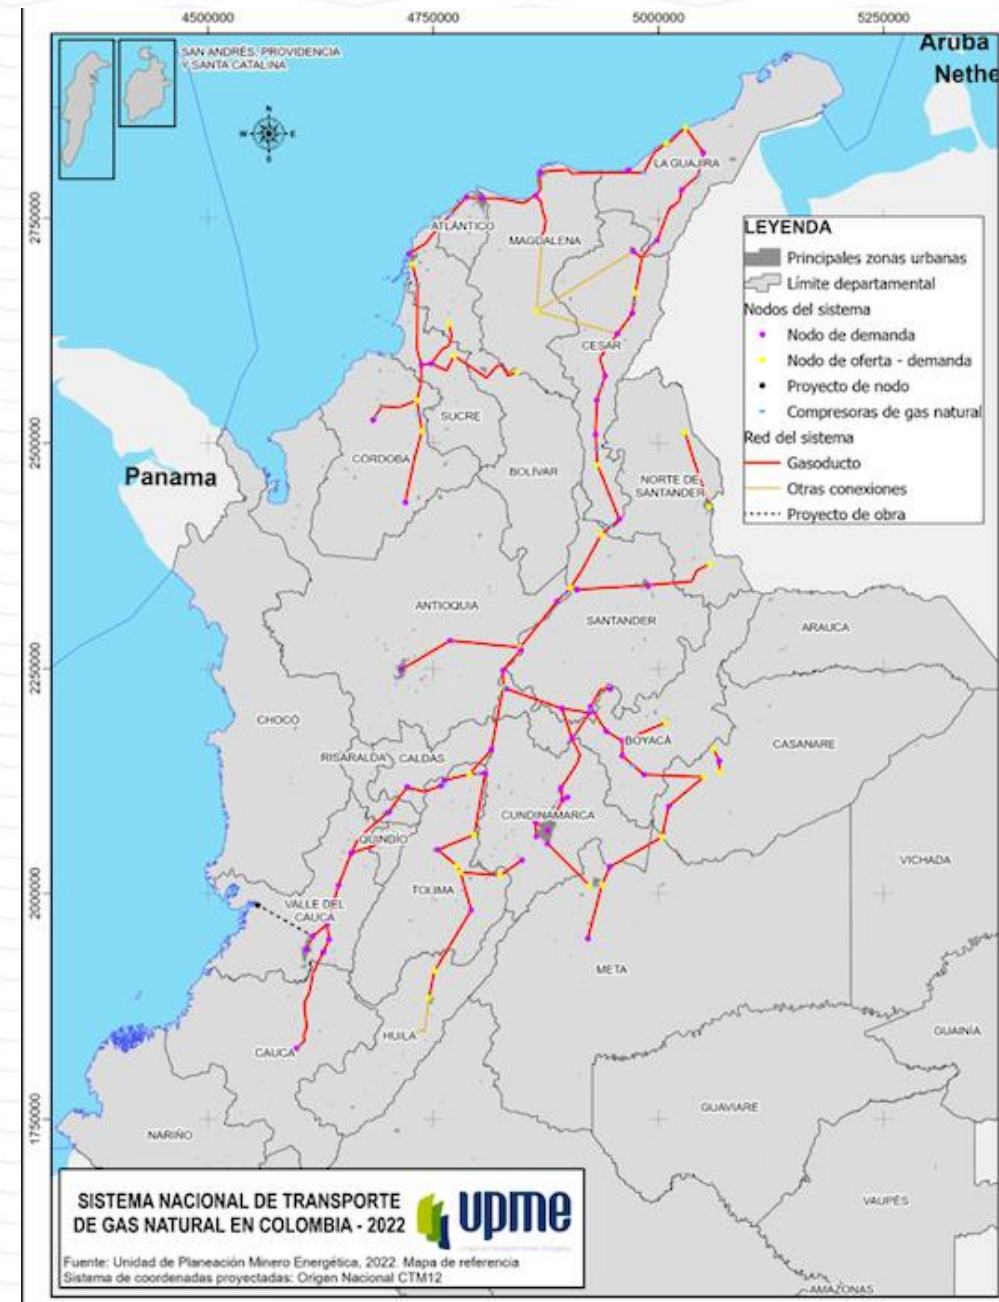 4500000
4750000
5000000
5250000
Aruba
Nethe
SAN ANDRÉS, PROVIDENCIA
Y SANTA CATALINA
N
W
E
S
LA GUAJIRA
2750000
ATLÁNTICO
MAGDALENA
LEYENDA
Principales zonas urbanas
Límite departamental
Nodos del sistema
Nodo de demanda
Nodo de oferta - demanda
Proyecto de nodo
Compresoras de gas natural
Red del sistema
Gasoducto
Otras conexiones
Proyecto de obra
CESAR
SUCRE
2500000
CÓRDOBA
BOLÍVAR
Panama
NORTE DE
SANTANDER
ANTIOQUIA
SANTANDER
ARAUCA
2250000
CHOCÓ
BOYACÁ
CASANARE
RISARALDA
CALDAS
CUNDINAMARCA
QUINDÍO
VICHADA
2000000
TOLIMA
VALLE DEL
CAUCA
META
HUILA
GUAINÍA
CAUCA
GUAVIARE
1750000
NARIÑO
VAUPÉS
SISTEMA NACIONAL DE TRANSPORTE
DE GAS NATURAL EN COLOMBIA - 2022
upme
Fuente: Unidad de Planeación Minero Energética, 2022. Mapa de referencia
Sistema de coordenadas proyectadas: Origen Nacional CTM12
AMAZONAS